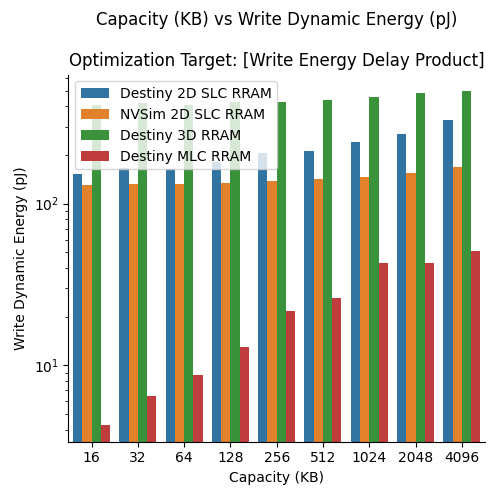 Capacity (KB) vs Write Dynamic Energy (pJ)
Optimization Target: [Write Energy Delay Product]
Destiny 2D SLC RRAM
NVSim 2D SLC RRAM
Destiny 3D RRAM
Destiny MLC RRAM
Write Dynamic Energy (pJ)
10²
10¹
16 32 64 128 256 512 1024 2048 4096
Capacity (KB)